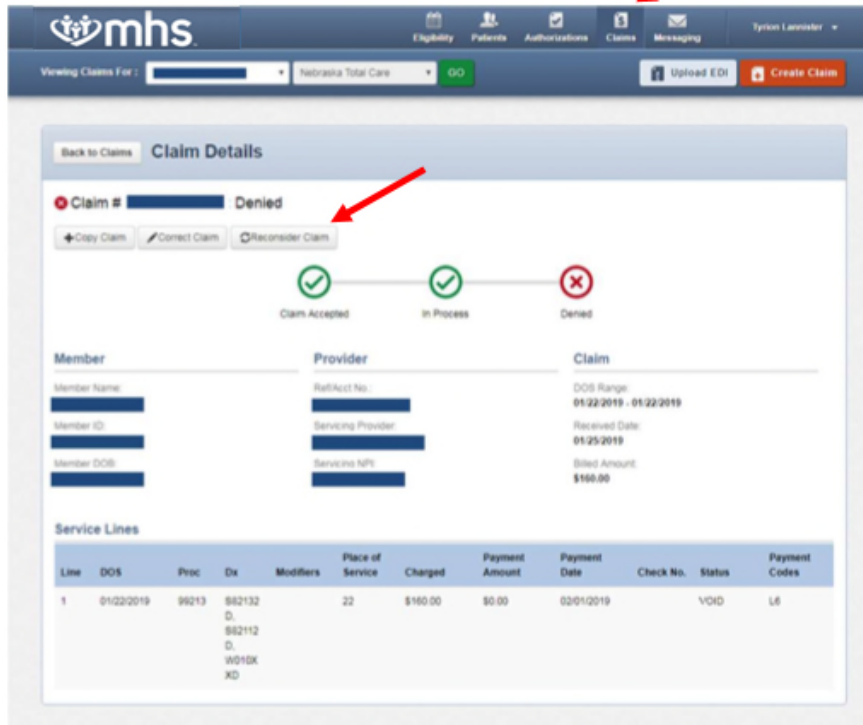 mhs
Eligibility Patients Authorizations Claims Messaging Tyrion Lannister
Viewing Claims For : Nebraska Total Care GO Upload EDI Create Claim
Back to Claims Claim Details
Claim # : Denied
Copy Claim Correct Claim Reconsider Claim
Claim Accepted In Process Denied
Member Provider Claim
Member Name: Ref/Acct No.: DOS Range:
01/22/2019 - 01/22/2019
Member ID: Servicing Provider: Received Date:
01/25/2019
Member DOB: Servicing NPI: Billed Amount:
$160.00
Service Lines
Line DOS Proc Dx Modifiers Place of Service Charged Payment Amount Payment Date Check No. Status Payment Codes
1 01/22/2019 99213 S82132 22 $160.00 $0.00 02/01/2019 VOID L6
D,
S82112
D,
W010X
XD